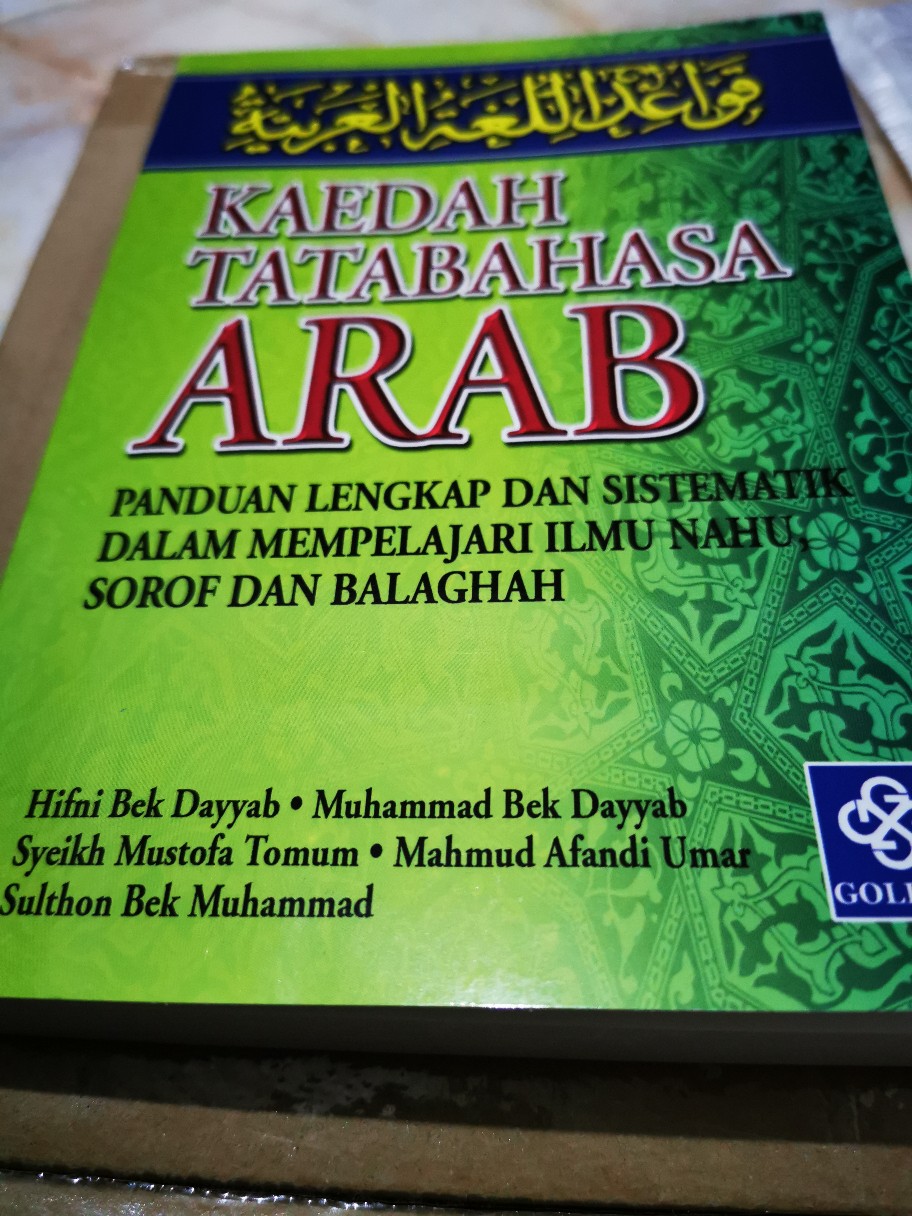 قواعد اللغة العربية
KAEDAH
TATABAHASA
ARAB
PANDUAN LENGKAP DAN SISTEMATIK
DALAM MEMPELAJARI ILMU NAHU,
SOROF DAN BALAGHAH
Hifni Bek Dayyab • Muhammad Bek Dayyab
Syeikh Mustofa Tomum • Mahmud Afandi Umar
Sulthon Bek Muhammad